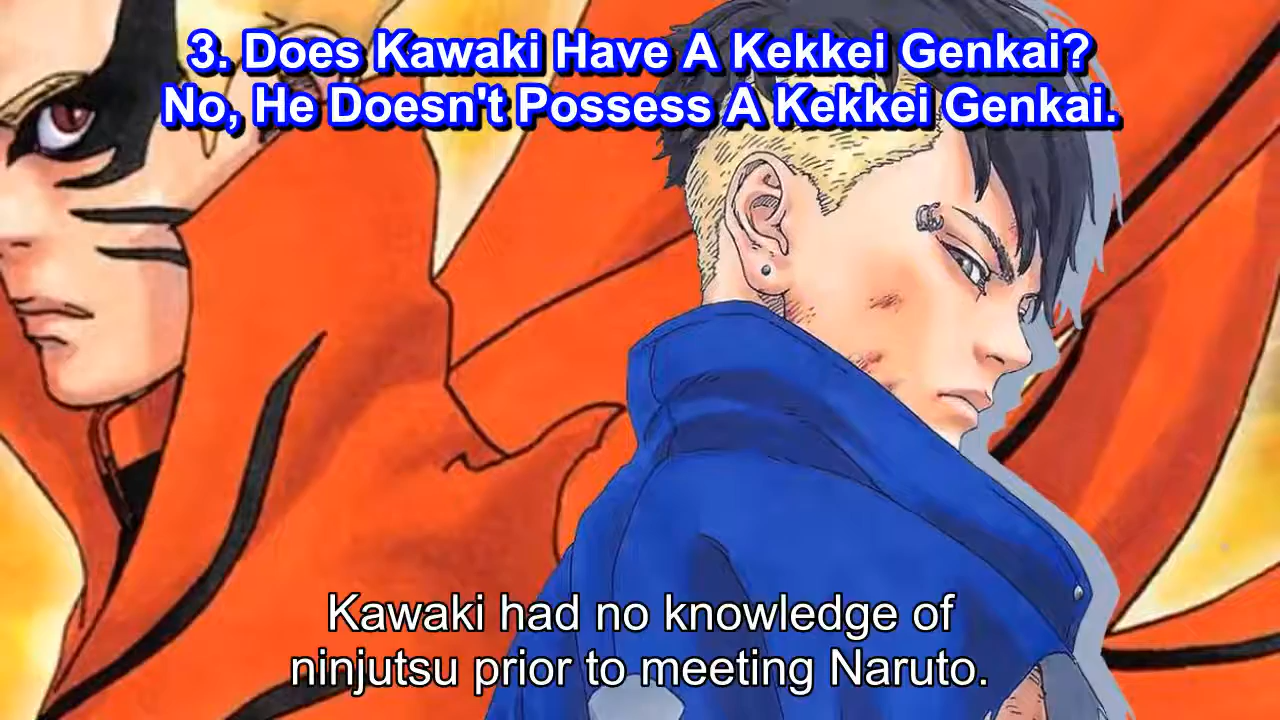 3. Does Kawaki Have A Kekkei Genkai?
No, He Doesn't Possess A Kekkei Genkai.
Kawaki had no knowledge of
ninjutsu prior to meeting Naruto.